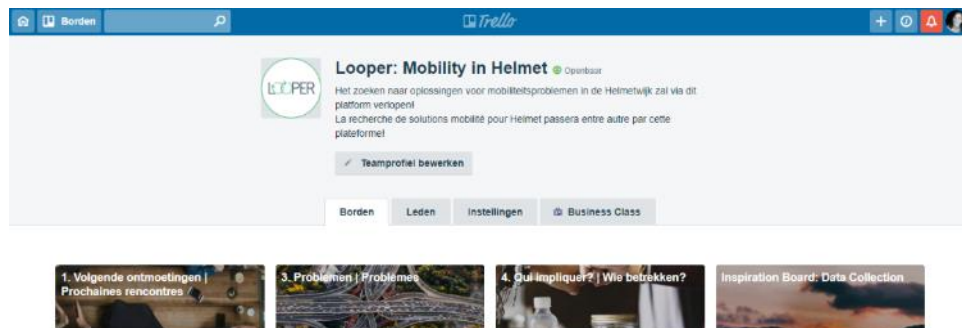 Borden
Trello
LOOPER
Looper: Mobility in Helmet Openbaar
Het zoeken naar oplossingen voor mobiliteitsproblemen in de Helmetwijk zal via dit
platform verlopen!
La recherche de solutions mobilité pour Helmet passera entre autre par cette
plateforme!
Teamprofiel bewerken
Borden Leden Instellingen Business Class
1. Volgende ontmoetingen | Prochaines rencontres
3. Problemen | Problèmes
4. Qui impliquer? | Wie betrekken?
Inspiration Board: Data Collection